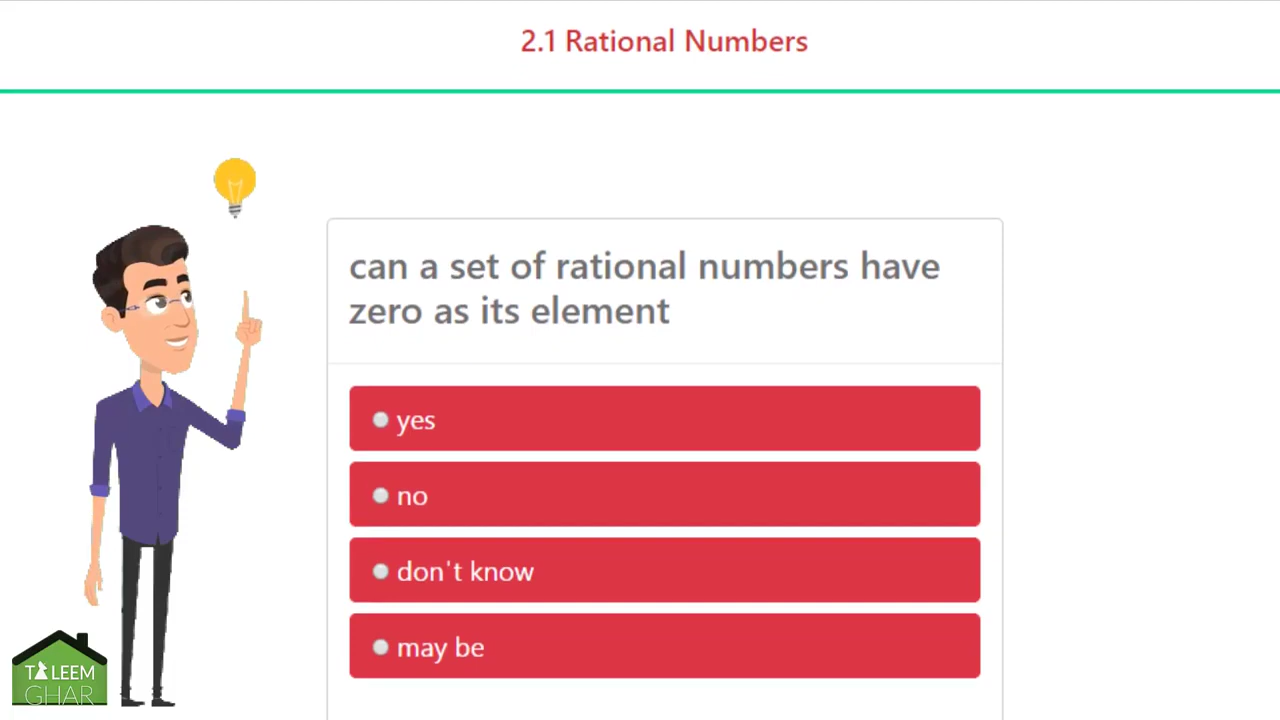 2.1 Rational Numbers
can a set of rational numbers have
zero as its element
yes
no
don't know
may be
TALEEM
GHAR